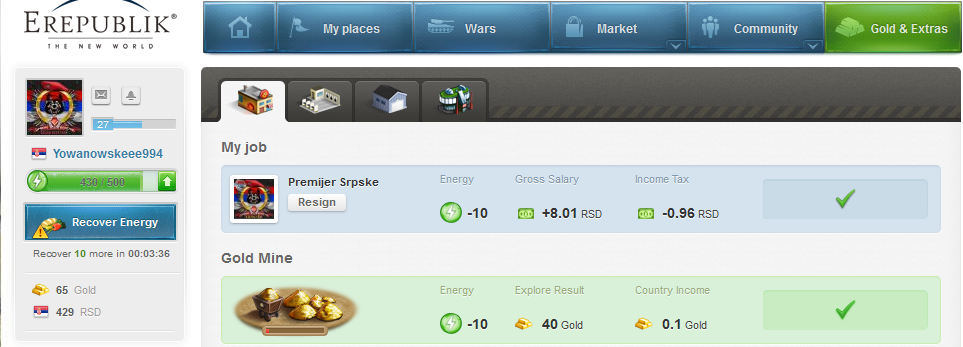 EREPUBLIK®
THE NEW WORLD
My places
Wars
Market
Community
Gold & Extras
27
Yowanowskeee994
430 / 500
Recover Energy
Recover 10 more in 00:03:36
65 Gold
429 RSD
My job
Premijer Srpske
Resign
Energy
-10
Gross Salary
+8.01 RSD
Income Tax
-0.96 RSD
Gold Mine
Energy
-10
Explore Result
40 Gold
Country Income
0.1 Gold